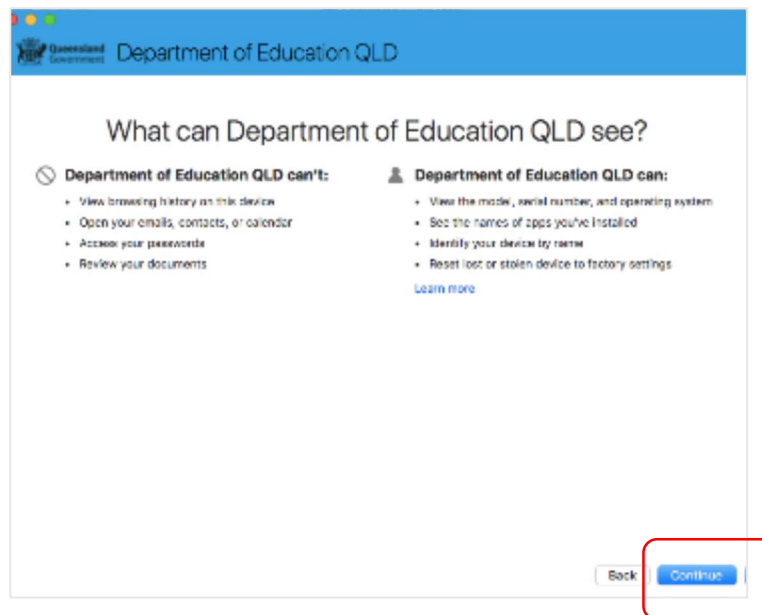 Queensland
Government
Department of Education QLD
What can Department of Education QLD see?
Department of Education QLD can't:
• View browsing history on this device
• Open your emails, contacts, or calendar
• Access your passwords
• Review your documents
Department of Education QLD can:
• View the model, serial number, and operating system
• See the names of apps you've installed
• Identify your device by name
• Reset lost or stolen device to factory settings
Learn more
Back
Continue